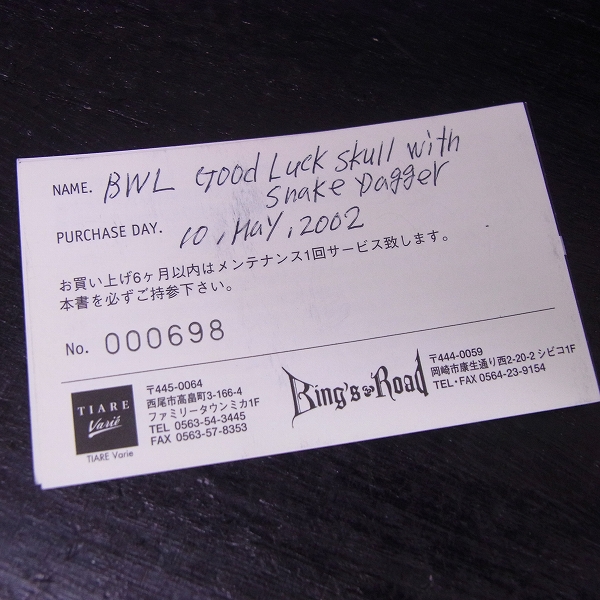 NAME. BWL Good Luck Skull with
Snake Dagger
PURCHASE DAY. 10, May, 2002
お買い上げ6ヶ月以内はメンテナンス1回サービス致します。
本書を必ずご持参下さい。
No. 000698
TIARE
Varié
TIARE Varie
〒445-0064
西尾市高畠町3-166-4
ファミリータウンミカ1F
TEL 0563-54-3445
FAX 0563-57-8353
King's Road
〒444-0059
岡崎市康生通り西2-20-2 シビコ1F
TEL・FAX 0564-23-9154